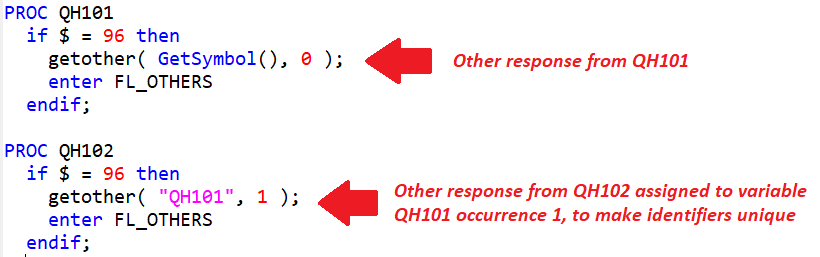 PROC QH101
if $ = 96 then
getother( GetSymbol(), 0 );
enter FL_OTHERS
endif;
Other response from QH101
PROC QH102
if $ = 96 then
getother( "QH101", 1 );
enter FL_OTHERS
endif;
Other response from QH102 assigned to variable
QH101 occurrence 1, to make identifiers unique